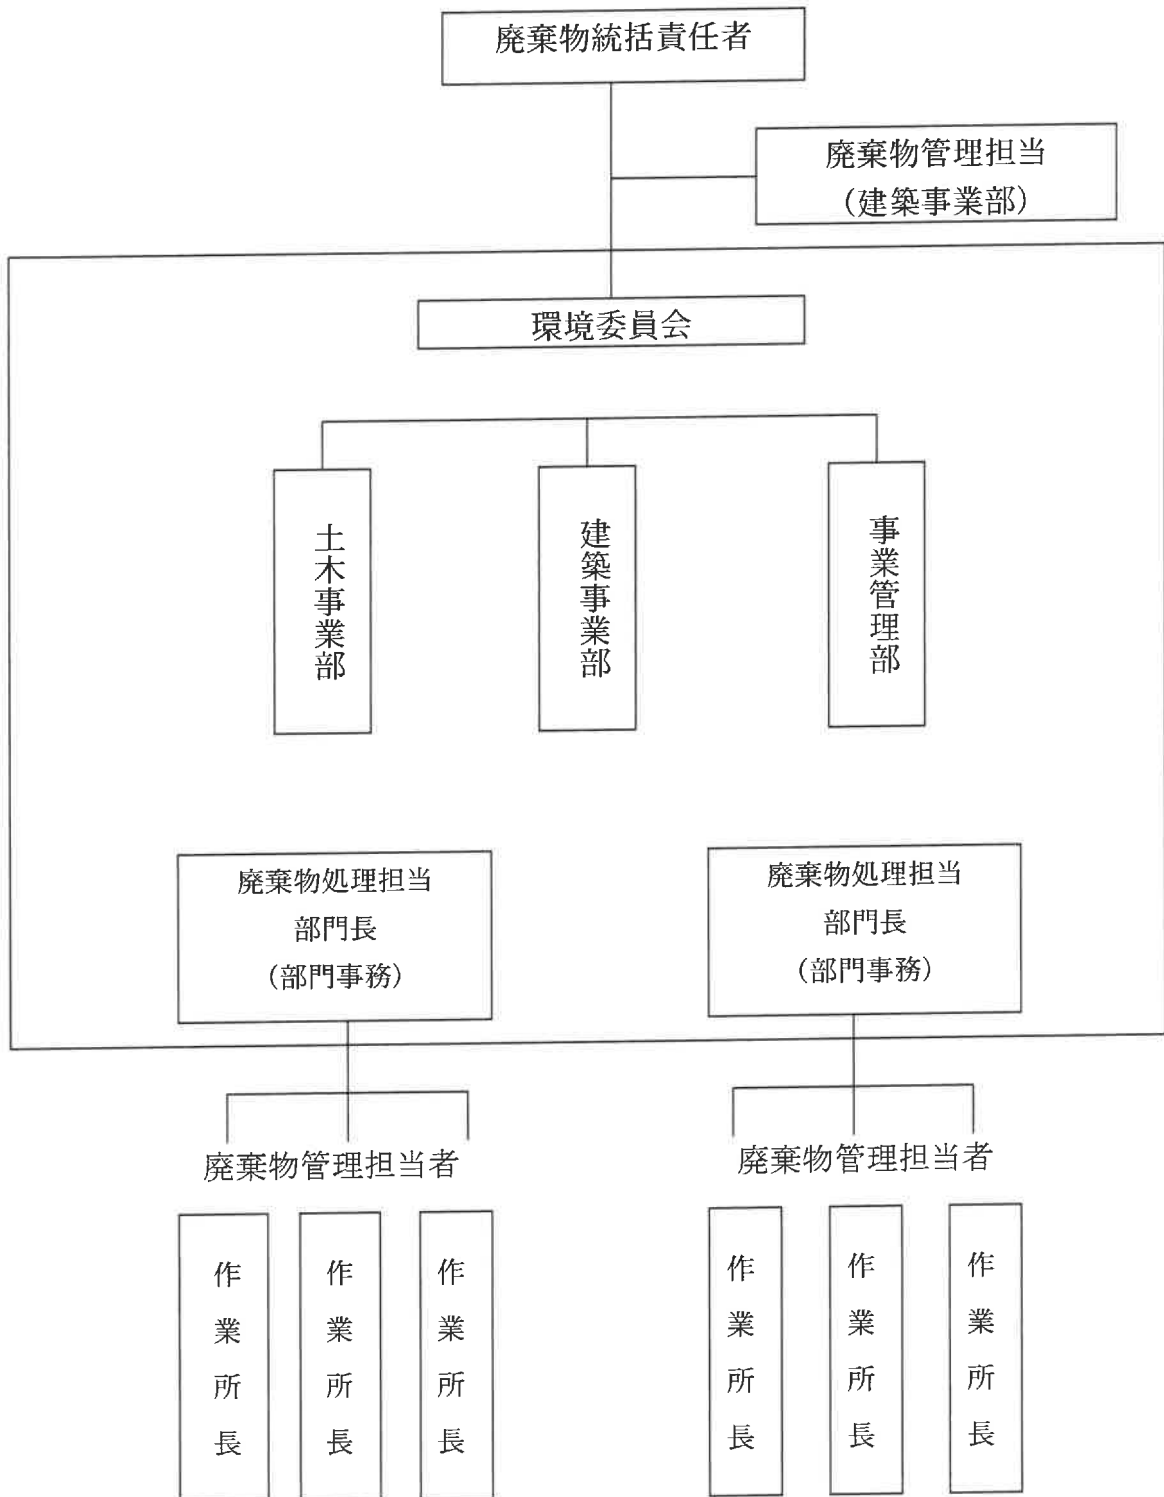 廃棄物統括責任者
廃棄物管理担当
（建築事業部）
環境委員会
土木事業部
建築事業部
事業管理部
廃棄物処理担当
部門長
（部門事務）
廃棄物処理担当
部門長
（部門事務）
廃棄物管理担当者
廃棄物管理担当者
作業所長
作業所長
作業所長
作業所長
作業所長
作業所長